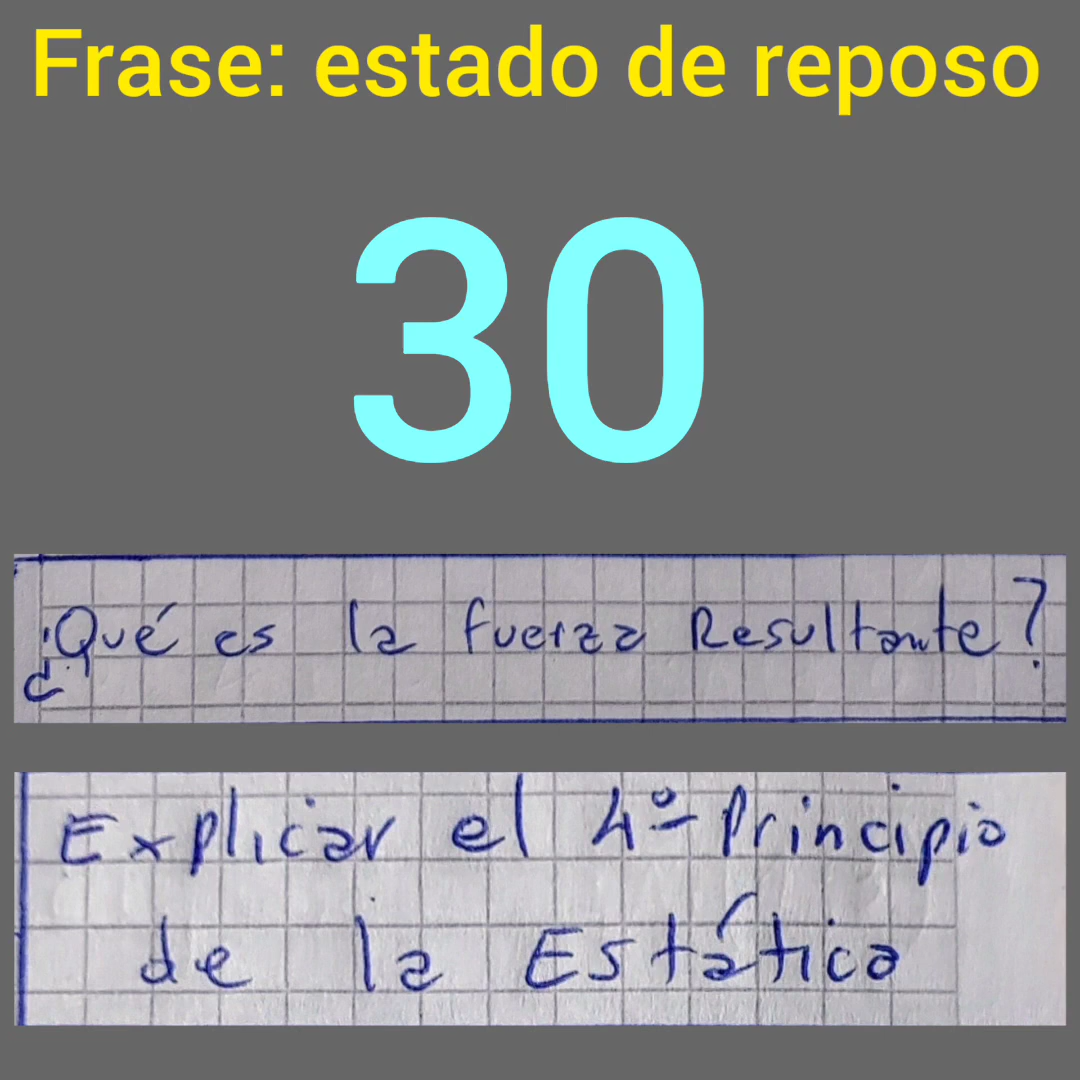 Frase: estado de reposo
30
¿Qué es la fuerza Resultante?
Explicar el 4º Principio
de la Estática